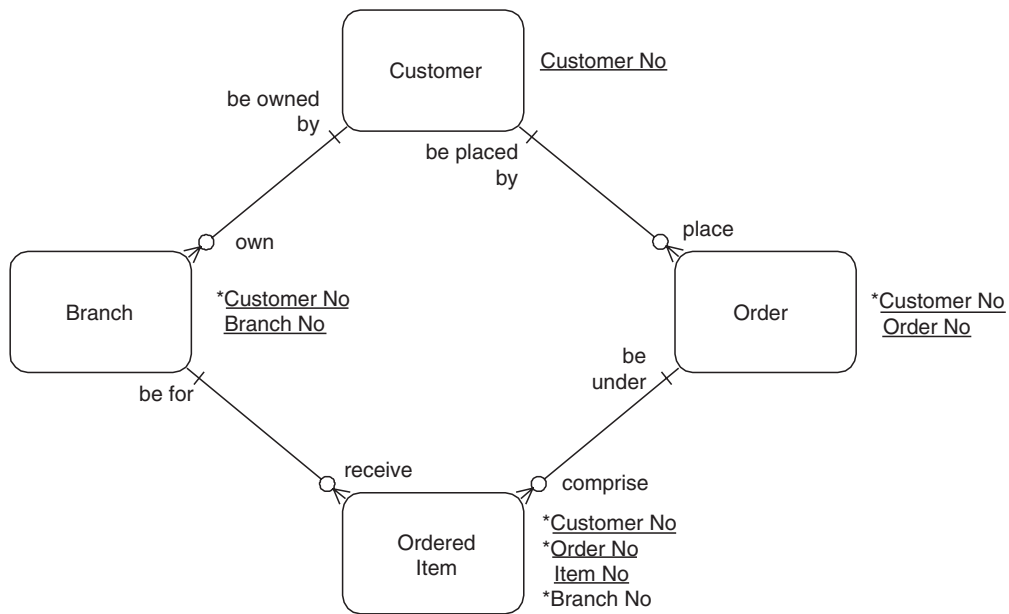 Customer
Customer No
be owned
by
be placed
by
own
place
Branch
*Customer No
Branch No
Order
*Customer No
Order No
be for
be
under
receive
comprise
Ordered
Item
*Customer No
*Order No
Item No
*Branch No